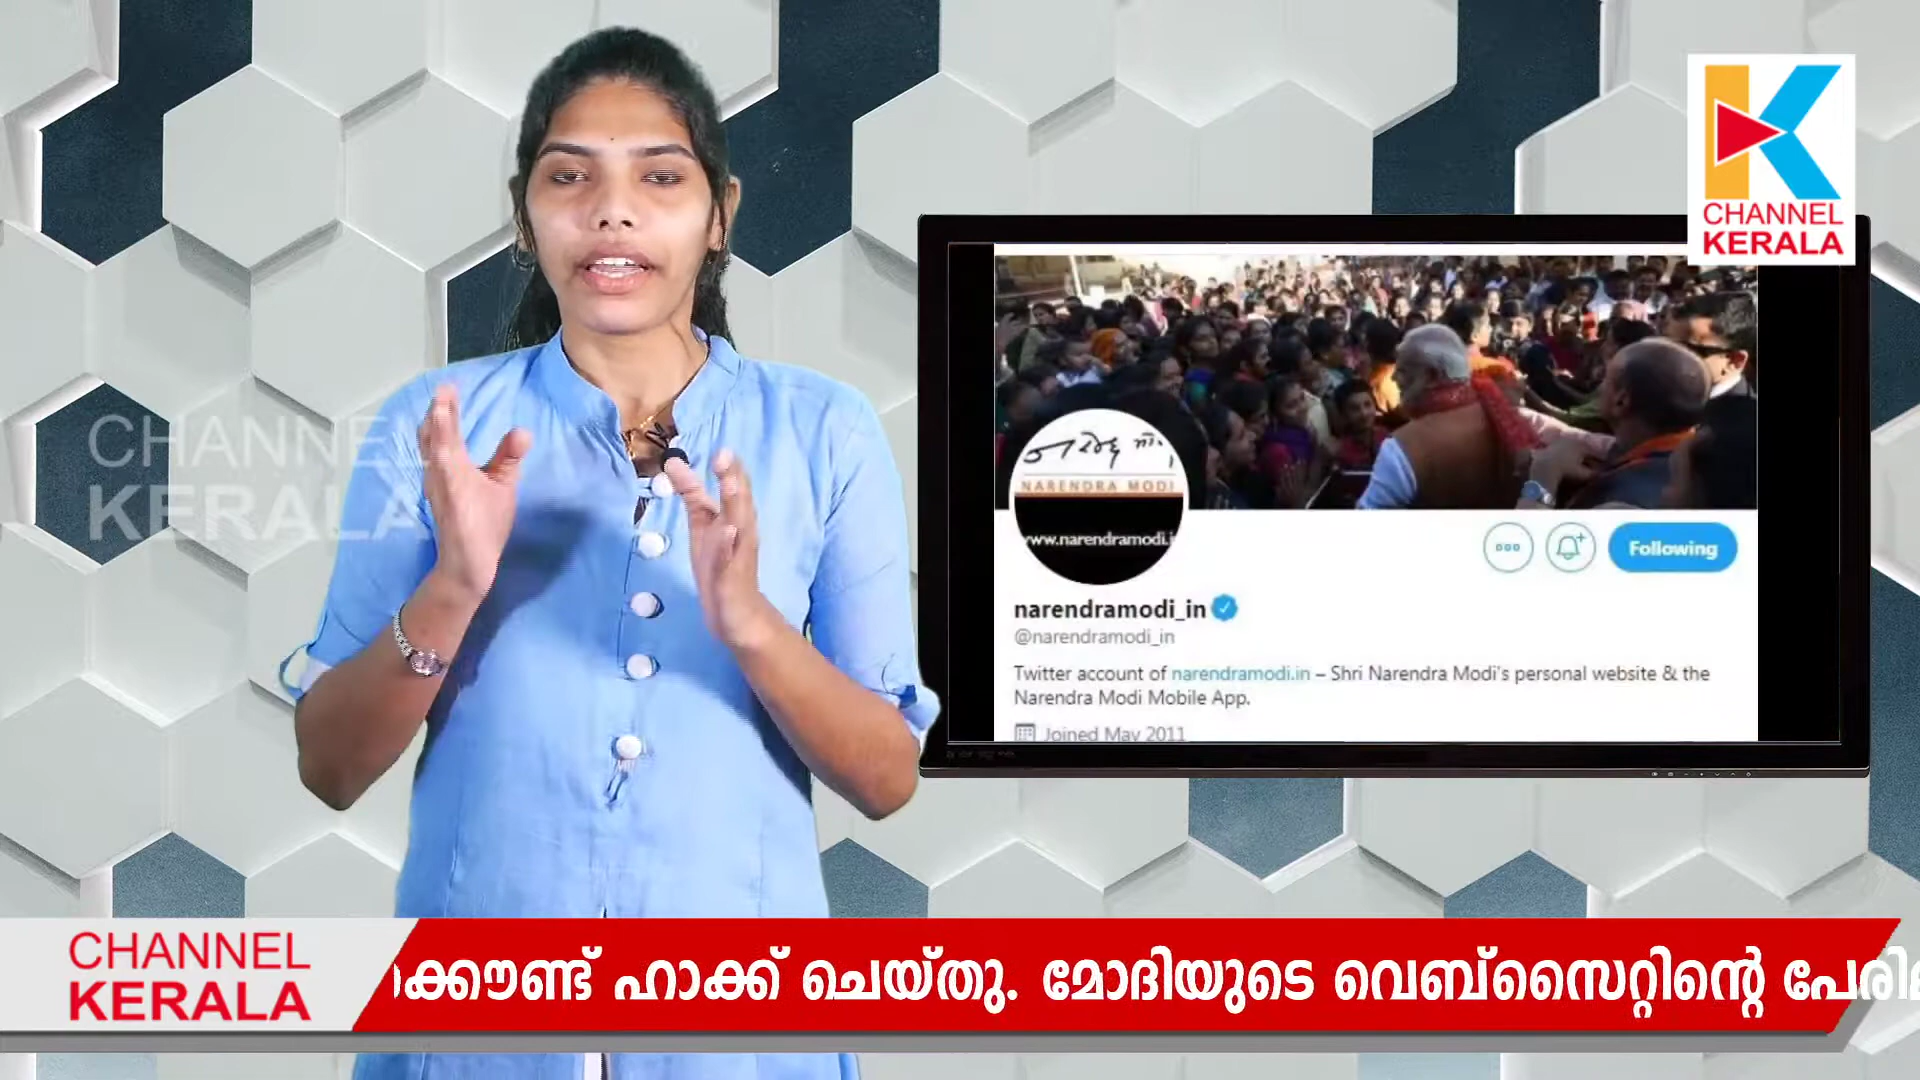 CHANNEL
KERALA
CHANNEL
KERALA
NARENDRA MODI
www.narendramodi.i
Following
narendramodi_in
@narendramodi_in
Twitter account of narendramodi.in – Shri Narendra Modi's personal website & the
Narendra Modi Mobile App.
Joined May 2011
CHANNEL
KERALA
ക്കൗണ്ട് ഹാക്ക് ചെയ്തു. മോദിയുടെ വെബ്സൈറ്റിന്റെ പേരില